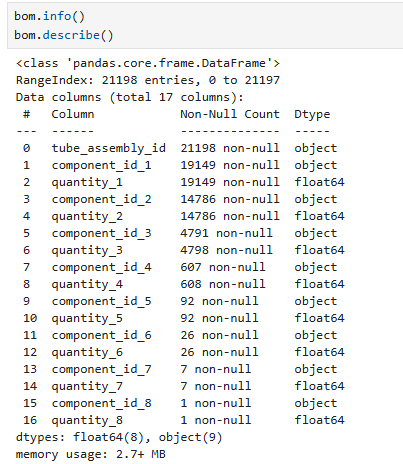 bom.info()
bom.describe()
<class 'pandas.core.frame.DataFrame'>
RangeIndex: 21198 entries, 0 to 21197
Data columns (total 17 columns):
 #   Column            Non-Null Count  Dtype
---  ------            --------------  -----
 0   tube_assembly_id  21198 non-null  object
 1   component_id_1    19149 non-null  object
 2   quantity_1        19149 non-null  float64
 3   component_id_2    14786 non-null  object
 4   quantity_2        14786 non-null  float64
 5   component_id_3    4791 non-null   object
 6   quantity_3        4798 non-null   float64
 7   component_id_4    607 non-null    object
 8   quantity_4        608 non-null    float64
 9   component_id_5    92 non-null     object
 10  quantity_5        92 non-null     float64
 11  component_id_6    26 non-null     object
 12  quantity_6        26 non-null     float64
 13  component_id_7    7 non-null      object
 14  quantity_7        7 non-null      float64
 15  component_id_8    1 non-null      object
 16  quantity_8        1 non-null      float64
dtypes: float64(8), object(9)
memory usage: 2.7+ MB